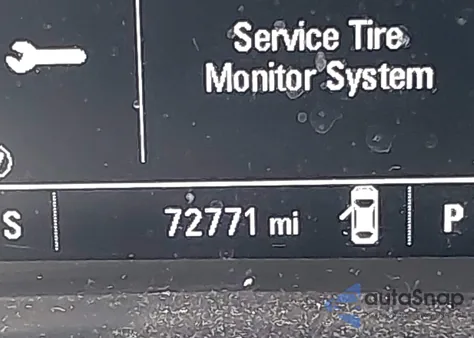 Service Tire
Monitor System
S
72771 mi
P
autoSnap